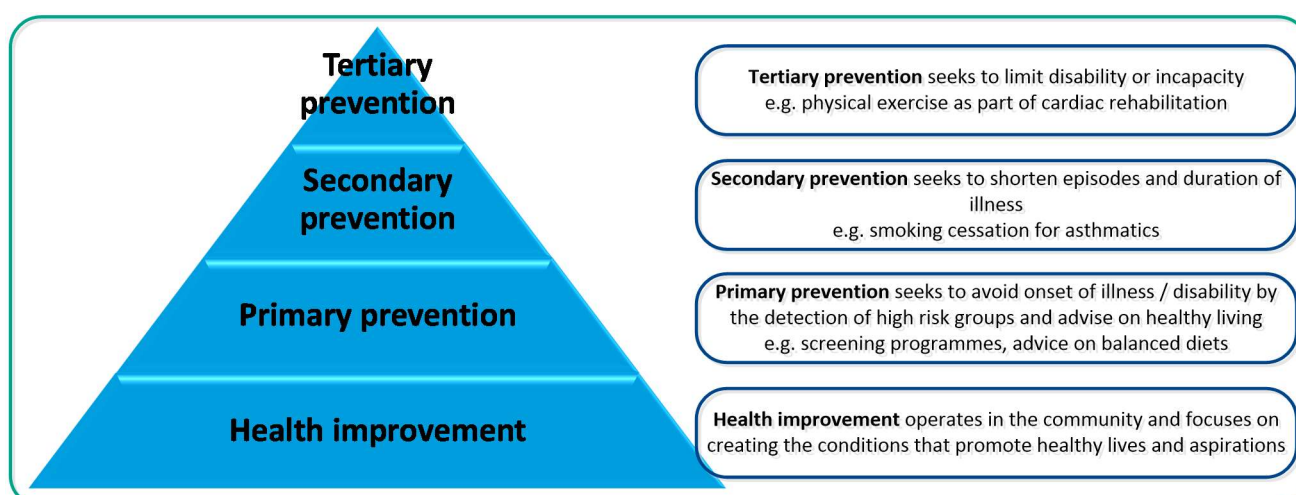 Tertiary
prevention
Tertiary prevention seeks to limit disability or incapacity
e.g. physical exercise as part of cardiac rehabilitation
Secondary
prevention
Secondary prevention seeks to shorten episodes and duration of
illness
e.g. smoking cessation for asthmatics
Primary prevention
Primary prevention seeks to avoid onset of illness / disability by
the detection of high risk groups and advise on healthy living
e.g. screening programmes, advice on balanced diets
Health improvement
Health improvement operates in the community and focuses on
creating the conditions that promote healthy lives and aspirations